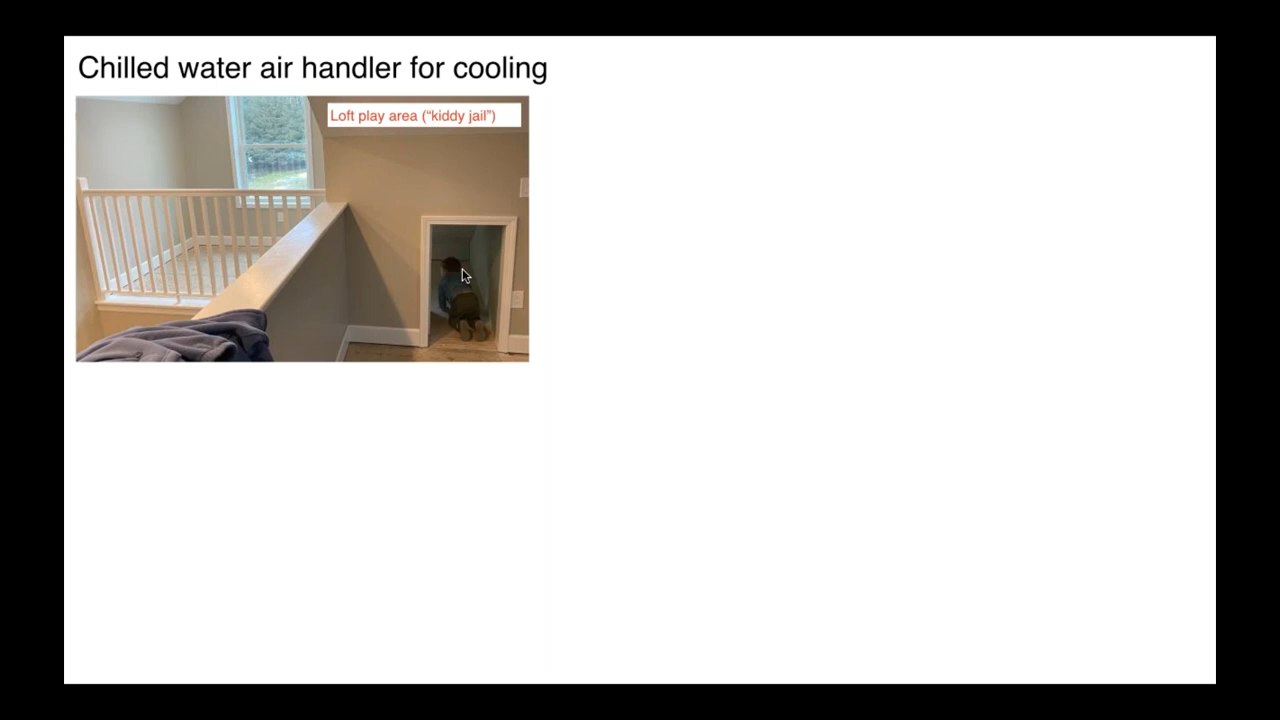 Chilled water air handler for cooling
Loft play area (“kiddy jail”)